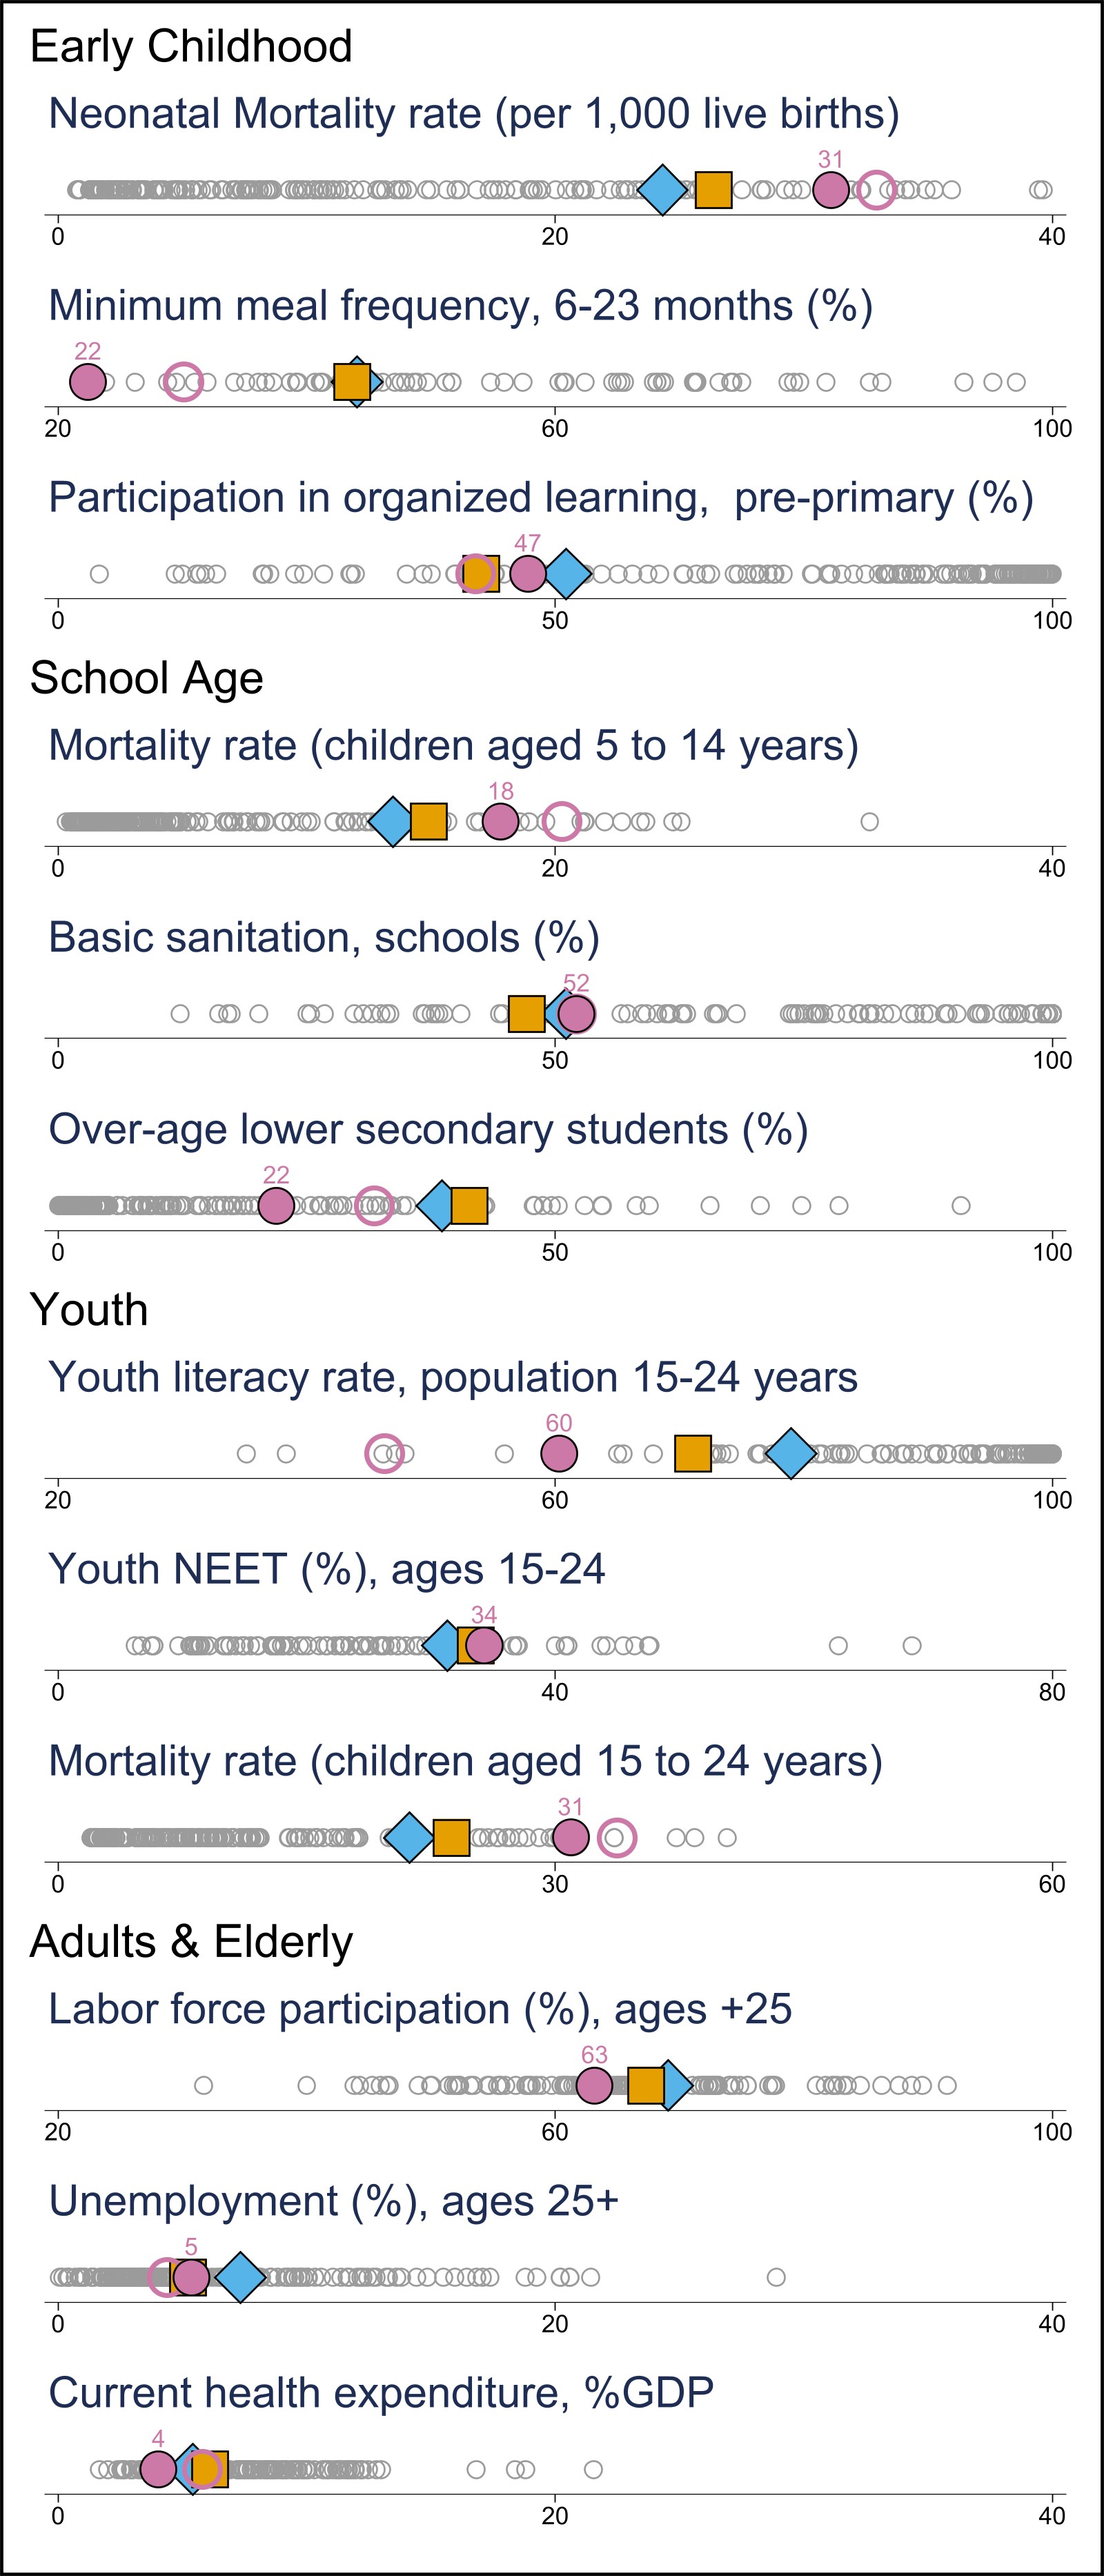 Early Childhood
Neonatal Mortality rate (per 1,000 live births)
31
0 20 40
Minimum meal frequency, 6-23 months (%)
22
20 60 100
Participation in organized learning,  pre-primary (%)
47
0 50 100
School Age
Mortality rate (children aged 5 to 14 years)
18
0 20 40
Basic sanitation, schools (%)
52
0 50 100
Over-age lower secondary students (%)
22
0 50 100
Youth
Youth literacy rate, population 15-24 years
60
20 60 100
Youth NEET (%), ages 15-24
34
0 40 80
Mortality rate (children aged 15 to 24 years)
31
0 30 60
Adults & Elderly
Labor force participation (%), ages +25
63
20 60 100
Unemployment (%), ages 25+
5
0 20 40
Current health expenditure, %GDP
4
0 20 40